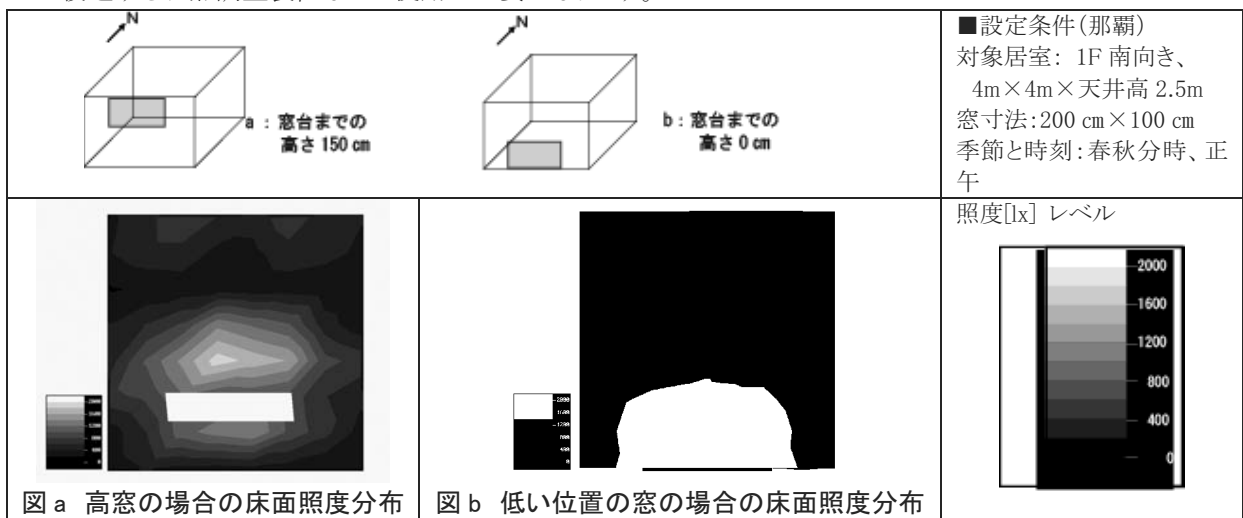 N
a：窓台までの
高さ 150 ㎝
N
b：窓台までの
高さ 0 ㎝
■設定条件（那覇）
対象居室： 1F 南向き、
4m×4m×天井高 2.5m
窓寸法:200 ㎝×100 ㎝
季節と時刻:春秋分時、正
午
照度[lx] レベル
2000
1600
1200
800
400
0
図 a 高窓の場合の床面照度分布
図 b 低い位置の窓の場合の床面照度分布